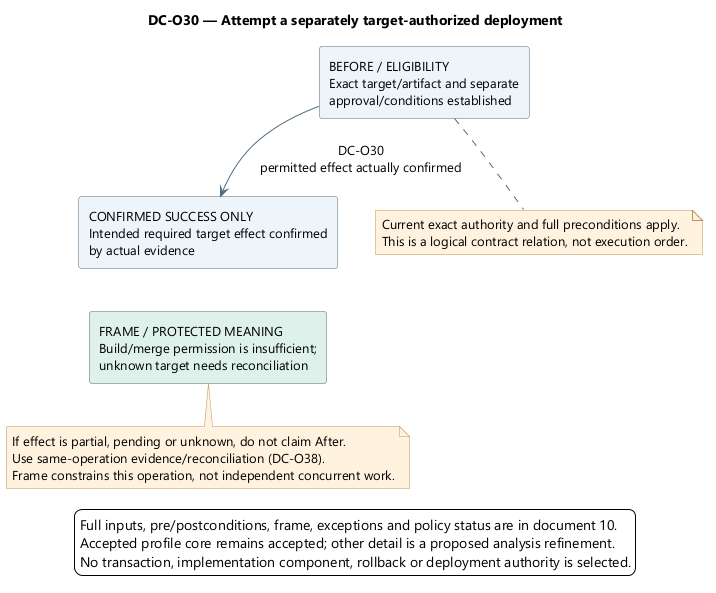 DC-O30 — Attempt a separately target-authorized deployment
BEFORE / ELIGIBILITY
Exact target/artifact and separate
approval/conditions established
DC-O30
permitted effect actually confirmed
CONFIRMED SUCCESS ONLY
Intended required target effect confirmed
by actual evidence
Current exact authority and full preconditions apply.
This is a logical contract relation, not execution order.
FRAME / PROTECTED MEANING
Build/merge permission is insufficient;
unknown target needs reconciliation
If effect is partial, pending or unknown, do not claim After.
Use same-operation evidence/reconciliation (DC-O38).
Frame constrains this operation, not independent concurrent work.
Full inputs, pre/postconditions, frame, exceptions and policy status are in document 10.
Accepted profile core remains accepted; other detail is a proposed analysis refinement.
No transaction, implementation component, rollback or deployment authority is selected.